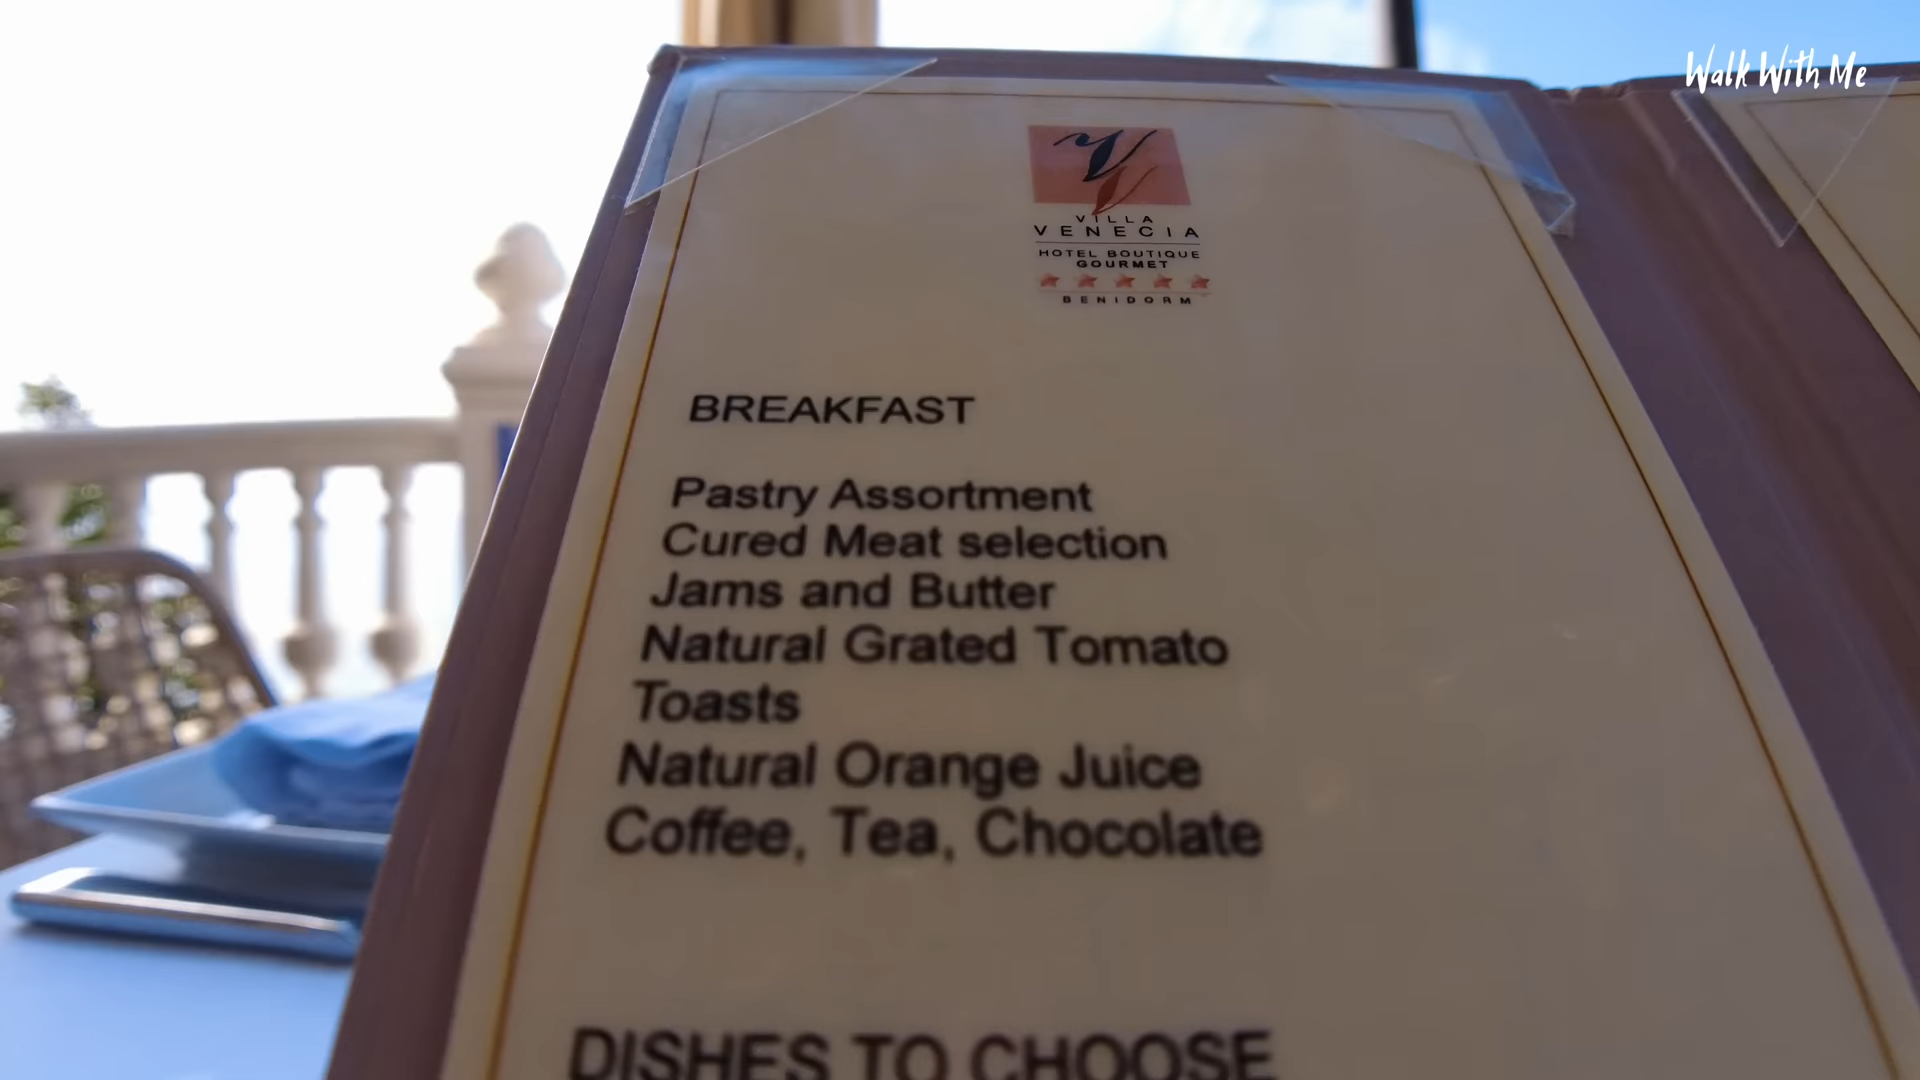 Walk With Me
VILLA
VENECIA
HOTEL BOUTIQUE
GOURMET
BENIDORM
BREAKFAST
Pastry Assortment
Cured Meat selection
Jams and Butter
Natural Grated Tomato
Toasts
Natural Orange Juice
Coffee, Tea, Chocolate
DISHES TO CHOOSE